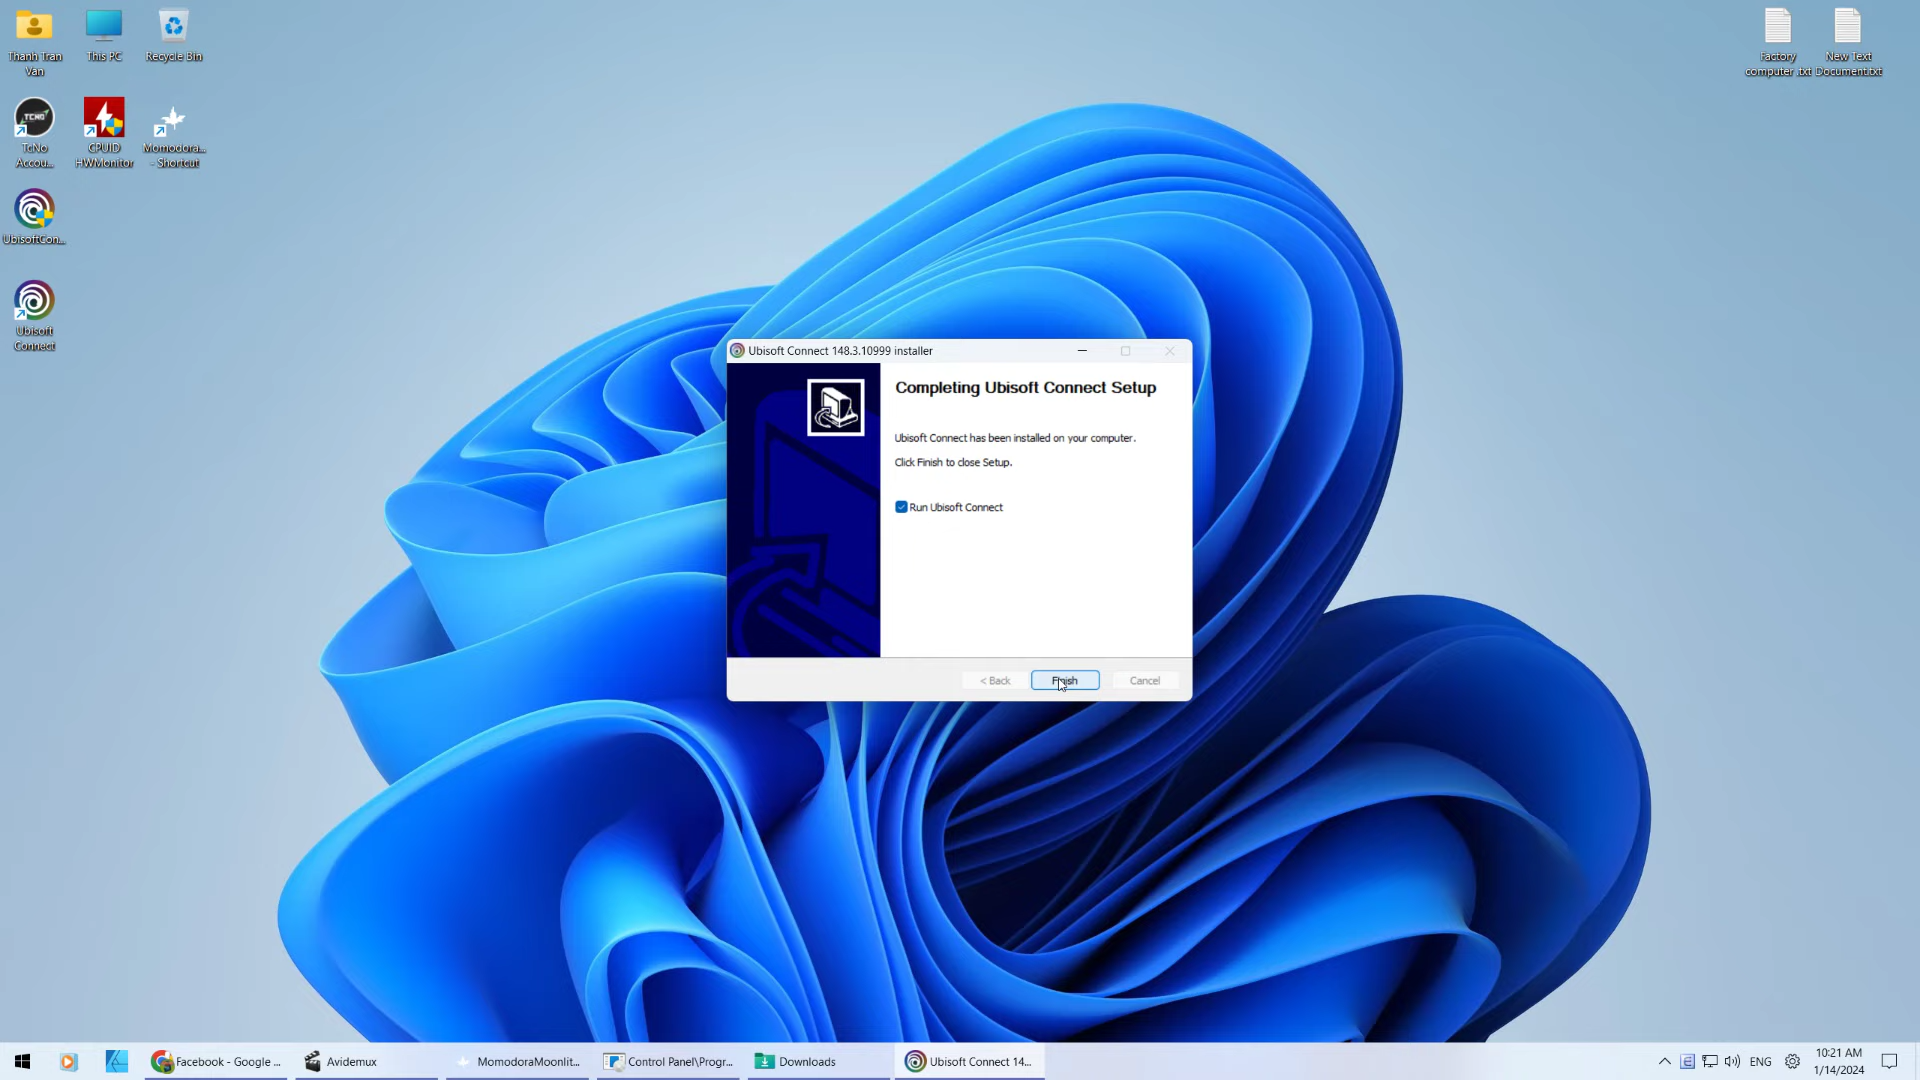 Thanh Tran
Văn
This PC
Recycle Bin
Factory
computer .txt
New Text
Document.txt
TCNO
TcNo
Accou...
CPUID
HWMonitor
Momodora...
- Shortcut
UbisoftCon...
Ubisoft
Connect
Ubisoft Connect 148.3.10999 installer
Completing Ubisoft Connect Setup
Ubisoft Connect has been installed on your computer.
Click Finish to close Setup.
Run Ubisoft Connect
< Back
Finish
Cancel
Facebook - Google ...
Avidemux
MomodoraMoonlit...
Control Panel\Progr...
Downloads
Ubisoft Connect 14...
ENG
10:21 AM
1/14/2024